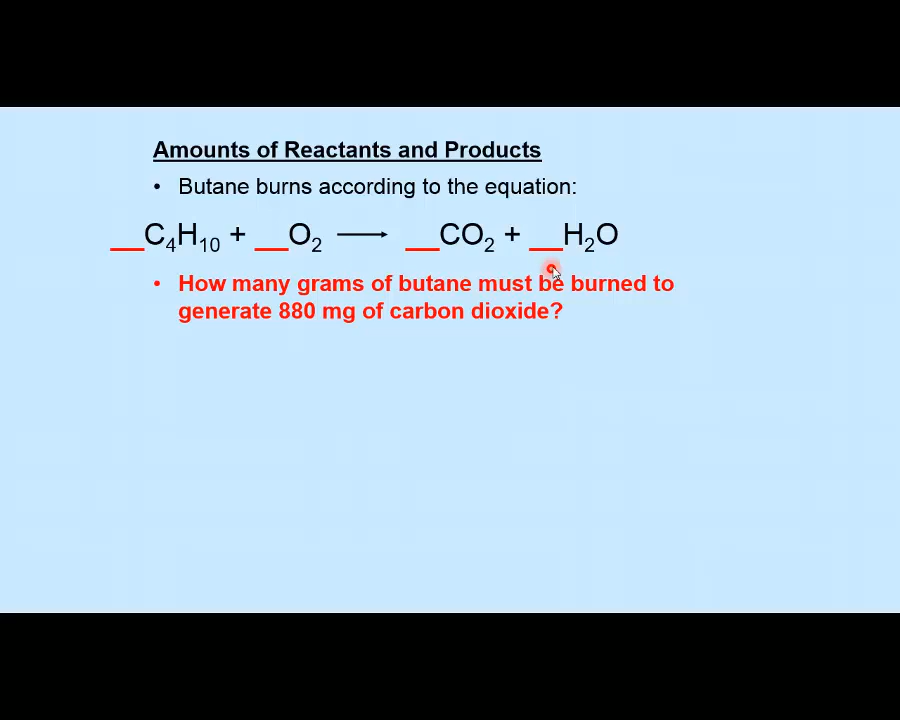 Amounts of Reactants and Products
• Butane burns according to the equation:
__C₄H₁₀ + __O₂ ⟶ __CO₂ + __H₂O
• How many grams of butane must be burned to
generate 880 mg of carbon dioxide?